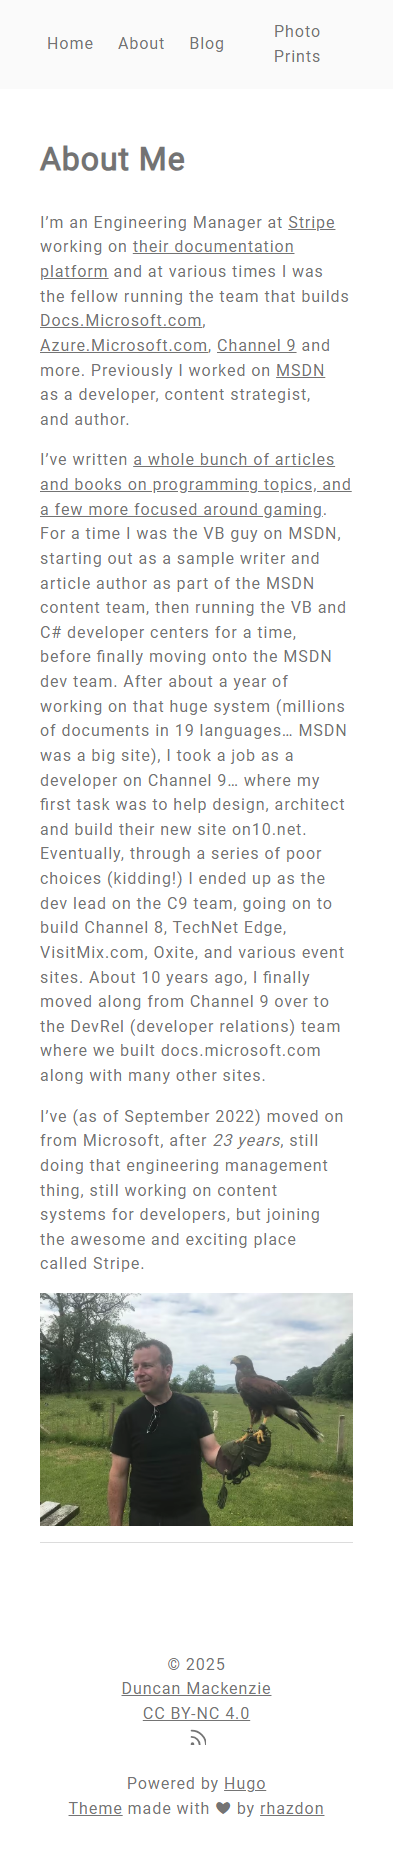 Home About Blog Photo
Prints
About Me
I’m an Engineering Manager at Stripe
working on their documentation
platform and at various times I was
the fellow running the team that builds
Docs.Microsoft.com,
Azure.Microsoft.com, Channel 9 and
more. Previously I worked on MSDN
as a developer, content strategist,
and author.
I’ve written a whole bunch of articles
and books on programming topics, and
a few more focused around gaming.
For a time I was the VB guy on MSDN,
starting out as a sample writer and
article author as part of the MSDN
content team, then running the VB and
C# developer centers for a time,
before finally moving onto the MSDN
dev team. After about a year of
working on that huge system (millions
of documents in 19 languages… MSDN
was a big site), I took a job as a
developer on Channel 9… where my
first task was to help design, architect
and build their new site on10.net.
Eventually, through a series of poor
choices (kidding!) I ended up as the
dev lead on the C9 team, going on to
build Channel 8, TechNet Edge,
VisitMix.com, Oxite, and various event
sites. About 10 years ago, I finally
moved along from Channel 9 over to
the DevRel (developer relations) team
where we built docs.microsoft.com
along with many other sites.
I’ve (as of September 2022) moved on
from Microsoft, after 23 years, still
doing that engineering management
thing, still working on content
systems for developers, but joining
the awesome and exciting place
called Stripe.
© 2025
Duncan Mackenzie
CC BY-NC 4.0
Powered by Hugo
Theme made with ❤ by rhazdon